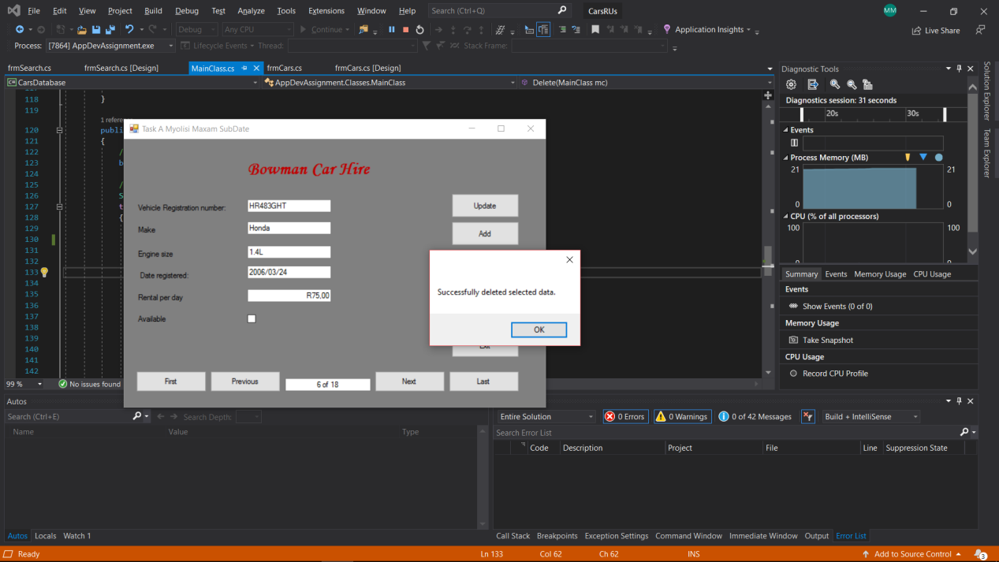 File Edit View Project Build Debug Test Analyze Tools Extensions Window Help Search (Ctrl+Q) CarsRUs MM
Debug Any CPU Continue Application Insights Live Share
Process: [7864] AppDevAssignment.exe Lifecycle Events Thread: Stack Frame:
frmSearch.cs frmSearch.cs [Design] MainClass.cs frmCars.cs frmCars.cs [Design]
CarsDatabase AppDevAssignment.Classes.MainClass Delete(MainClass mc)
118 }
119
1 refere
120 publi
121 {
122 /
123 b
124
125 /
126 S
127 t
128 {
129
130
131
132
133
134
135
136
137
138
139
140
141
142
99 % No issues found
Task A Myolisi Maxam SubDate
Bowman Car Hire
Vehicle Registration number: HR483GHT Update
Make Honda Add
Engine size 1.4L
Date registered: 2006/03/24
Rental per day R75,00
Available
Exit
First Previous 6 of 18 Next Last
Successfully deleted selected data.
OK
Diagnostic Tools
Diagnostics session: 31 seconds
20s 30s
Events
Process Memory (MB)
21 21
0 0
CPU (% of all processors)
100 100
0 0
Summary Events Memory Usage CPU Usage
Events
Show Events (0 of 0)
Memory Usage
Take Snapshot
CPU Usage
Record CPU Profile
Solution Explorer
Team Explorer
Autos
Search (Ctrl+E) Search Depth:
Name Value Type
Autos Locals Watch 1
Entire Solution 0 Errors 0 Warnings 0 of 42 Messages Build + IntelliSense
Search Error List
Code Description Project File Line Suppression State
Call Stack Breakpoints Exception Settings Command Window Immediate Window Output Error List
Ready Ln 133 Col 62 Ch 62 INS Add to Source Control 3